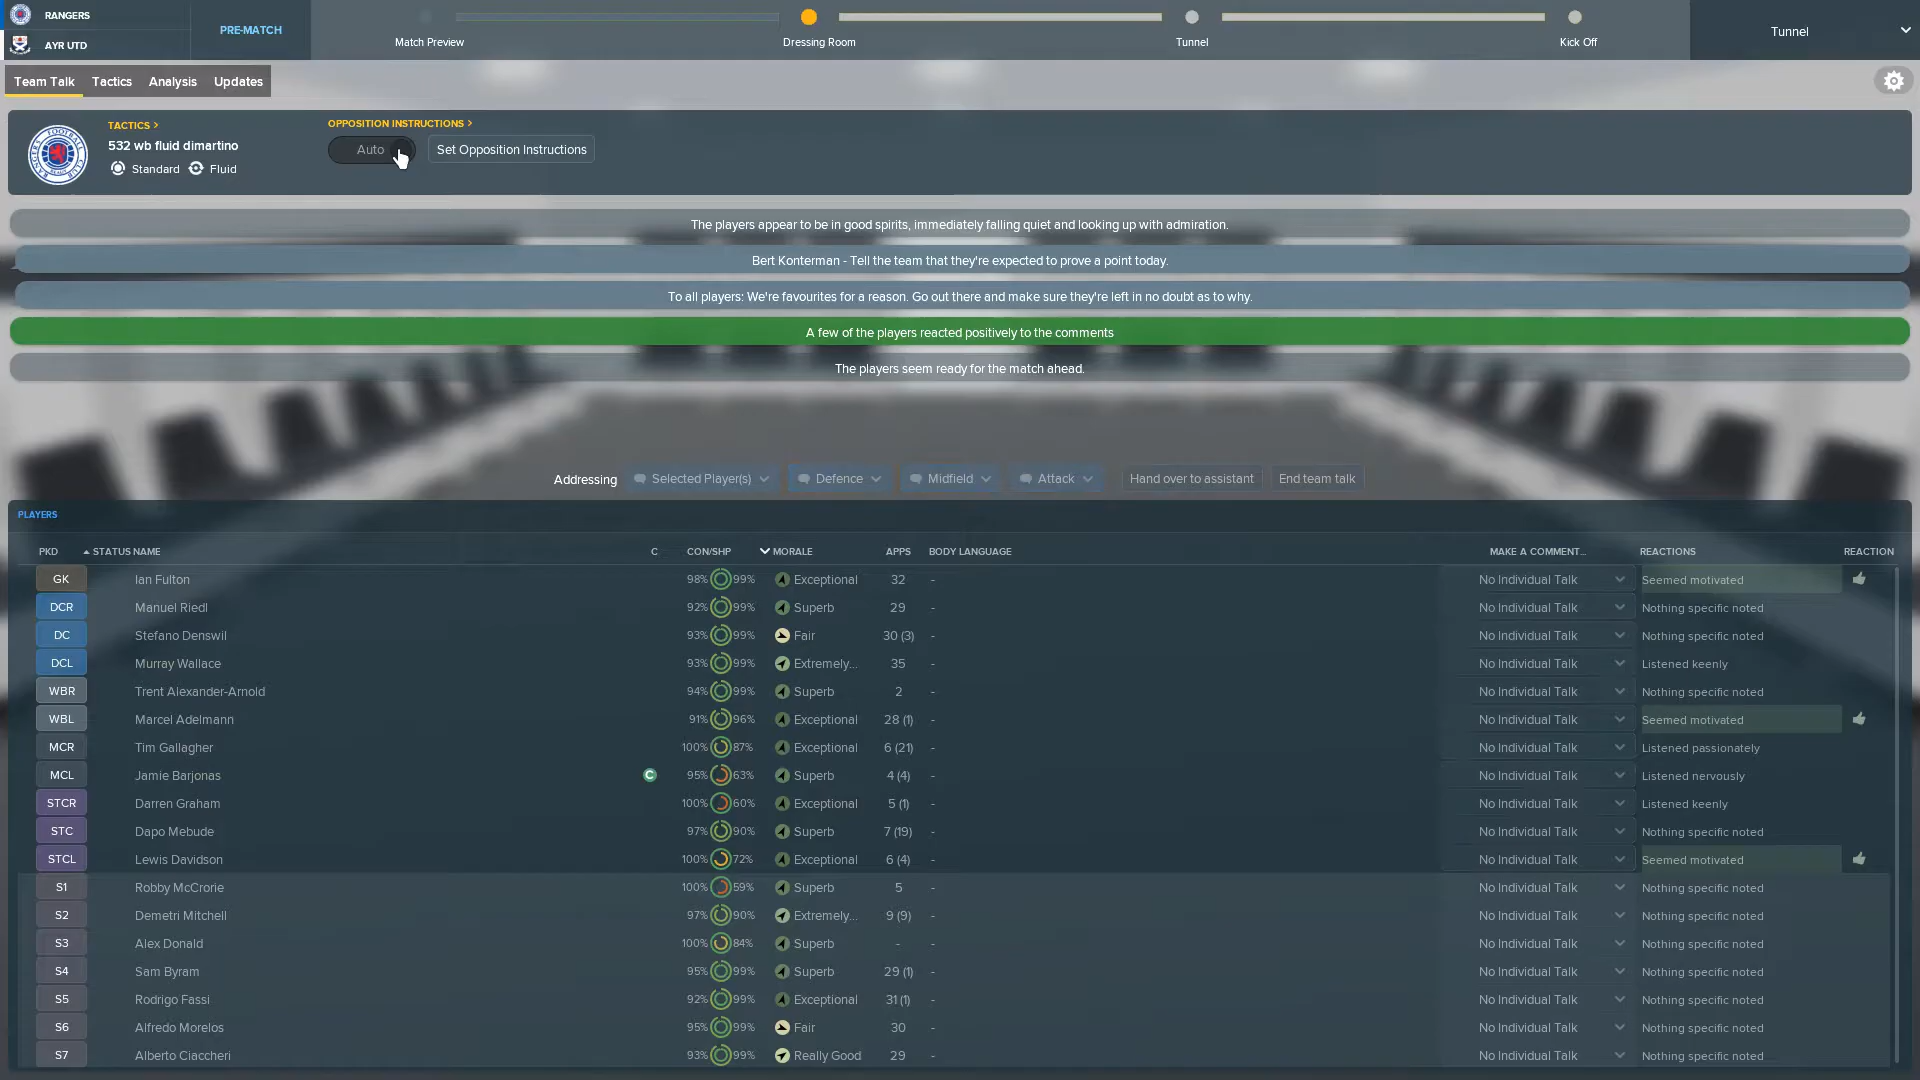 RANGERS
AYR UTD
PRE-MATCH
Match Preview
Dressing Room
Tunnel
Kick Off
Tunnel
Team Talk Tactics Analysis Updates
TACTICS >
532 wb fluid dimartino
Standard Fluid
OPPOSITION INSTRUCTIONS >
Auto
Set Opposition Instructions
The players appear to be in good spirits, immediately falling quiet and looking up with admiration.
Bert Konterman - Tell the team that they're expected to prove a point today.
To all players: We're favourites for a reason. Go out there and make sure they're left in no doubt as to why.
A few of the players reacted positively to the comments
The players seem ready for the match ahead.
Addressing Selected Player(s) Defence Midfield Attack Hand over to assistant End team talk
PLAYERS
PKD STATUS NAME C CON/SHP MORALE APPS BODY LANGUAGE MAKE A COMMENT... REACTIONS REACTION
GK Ian Fulton 98% 99% Exceptional 32 - No Individual Talk Seemed motivated
DCR Manuel Riedl 92% 99% Superb 29 - No Individual Talk Nothing specific noted
DC Stefano Denswil 93% 99% Fair 30 (3) - No Individual Talk Nothing specific noted
DCL Murray Wallace 93% 99% Extremely... 35 - No Individual Talk Listened keenly
WBR Trent Alexander-Arnold 94% 99% Superb 2 - No Individual Talk Nothing specific noted
WBL Marcel Adelmann 91% 96% Exceptional 28 (1) - No Individual Talk Seemed motivated
MCR Tim Gallagher 100% 87% Exceptional 6 (21) - No Individual Talk Listened passionately
MCL Jamie Barjonas C 95% 63% Superb 4 (4) - No Individual Talk Listened nervously
STCR Darren Graham 100% 60% Exceptional 5 (1) - No Individual Talk Listened keenly
STC Dapo Mebude 97% 90% Superb 7 (19) - No Individual Talk Nothing specific noted
STCL Lewis Davidson 100% 72% Exceptional 6 (4) - No Individual Talk Seemed motivated
S1 Robby McCrorie 100% 59% Superb 5 - No Individual Talk Nothing specific noted
S2 Demetri Mitchell 97% 90% Extremely... 9 (9) - No Individual Talk Nothing specific noted
S3 Alex Donald 100% 84% Superb - - No Individual Talk Nothing specific noted
S4 Sam Byram 95% 99% Superb 29 (1) - No Individual Talk Nothing specific noted
S5 Rodrigo Fassi 92% 99% Exceptional 31 (1) - No Individual Talk Nothing specific noted
S6 Alfredo Morelos 95% 99% Fair 30 - No Individual Talk Nothing specific noted
S7 Alberto Ciaccheri 93% 99% Really Good 29 - No Individual Talk Nothing specific noted